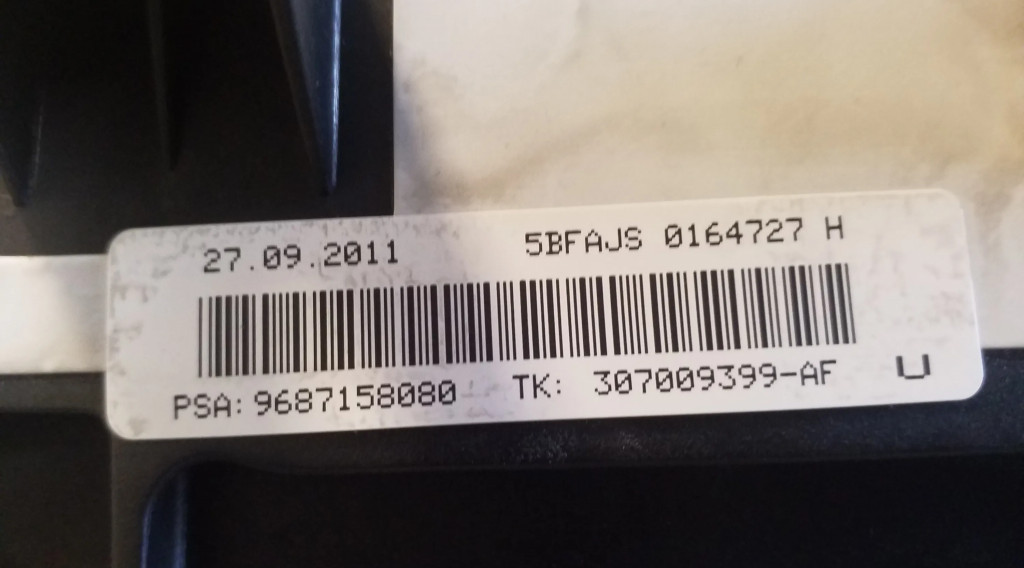 27.09.2011 5BFAJS 0164727 H
PSA:9687158080 TK: 307009399-AF U